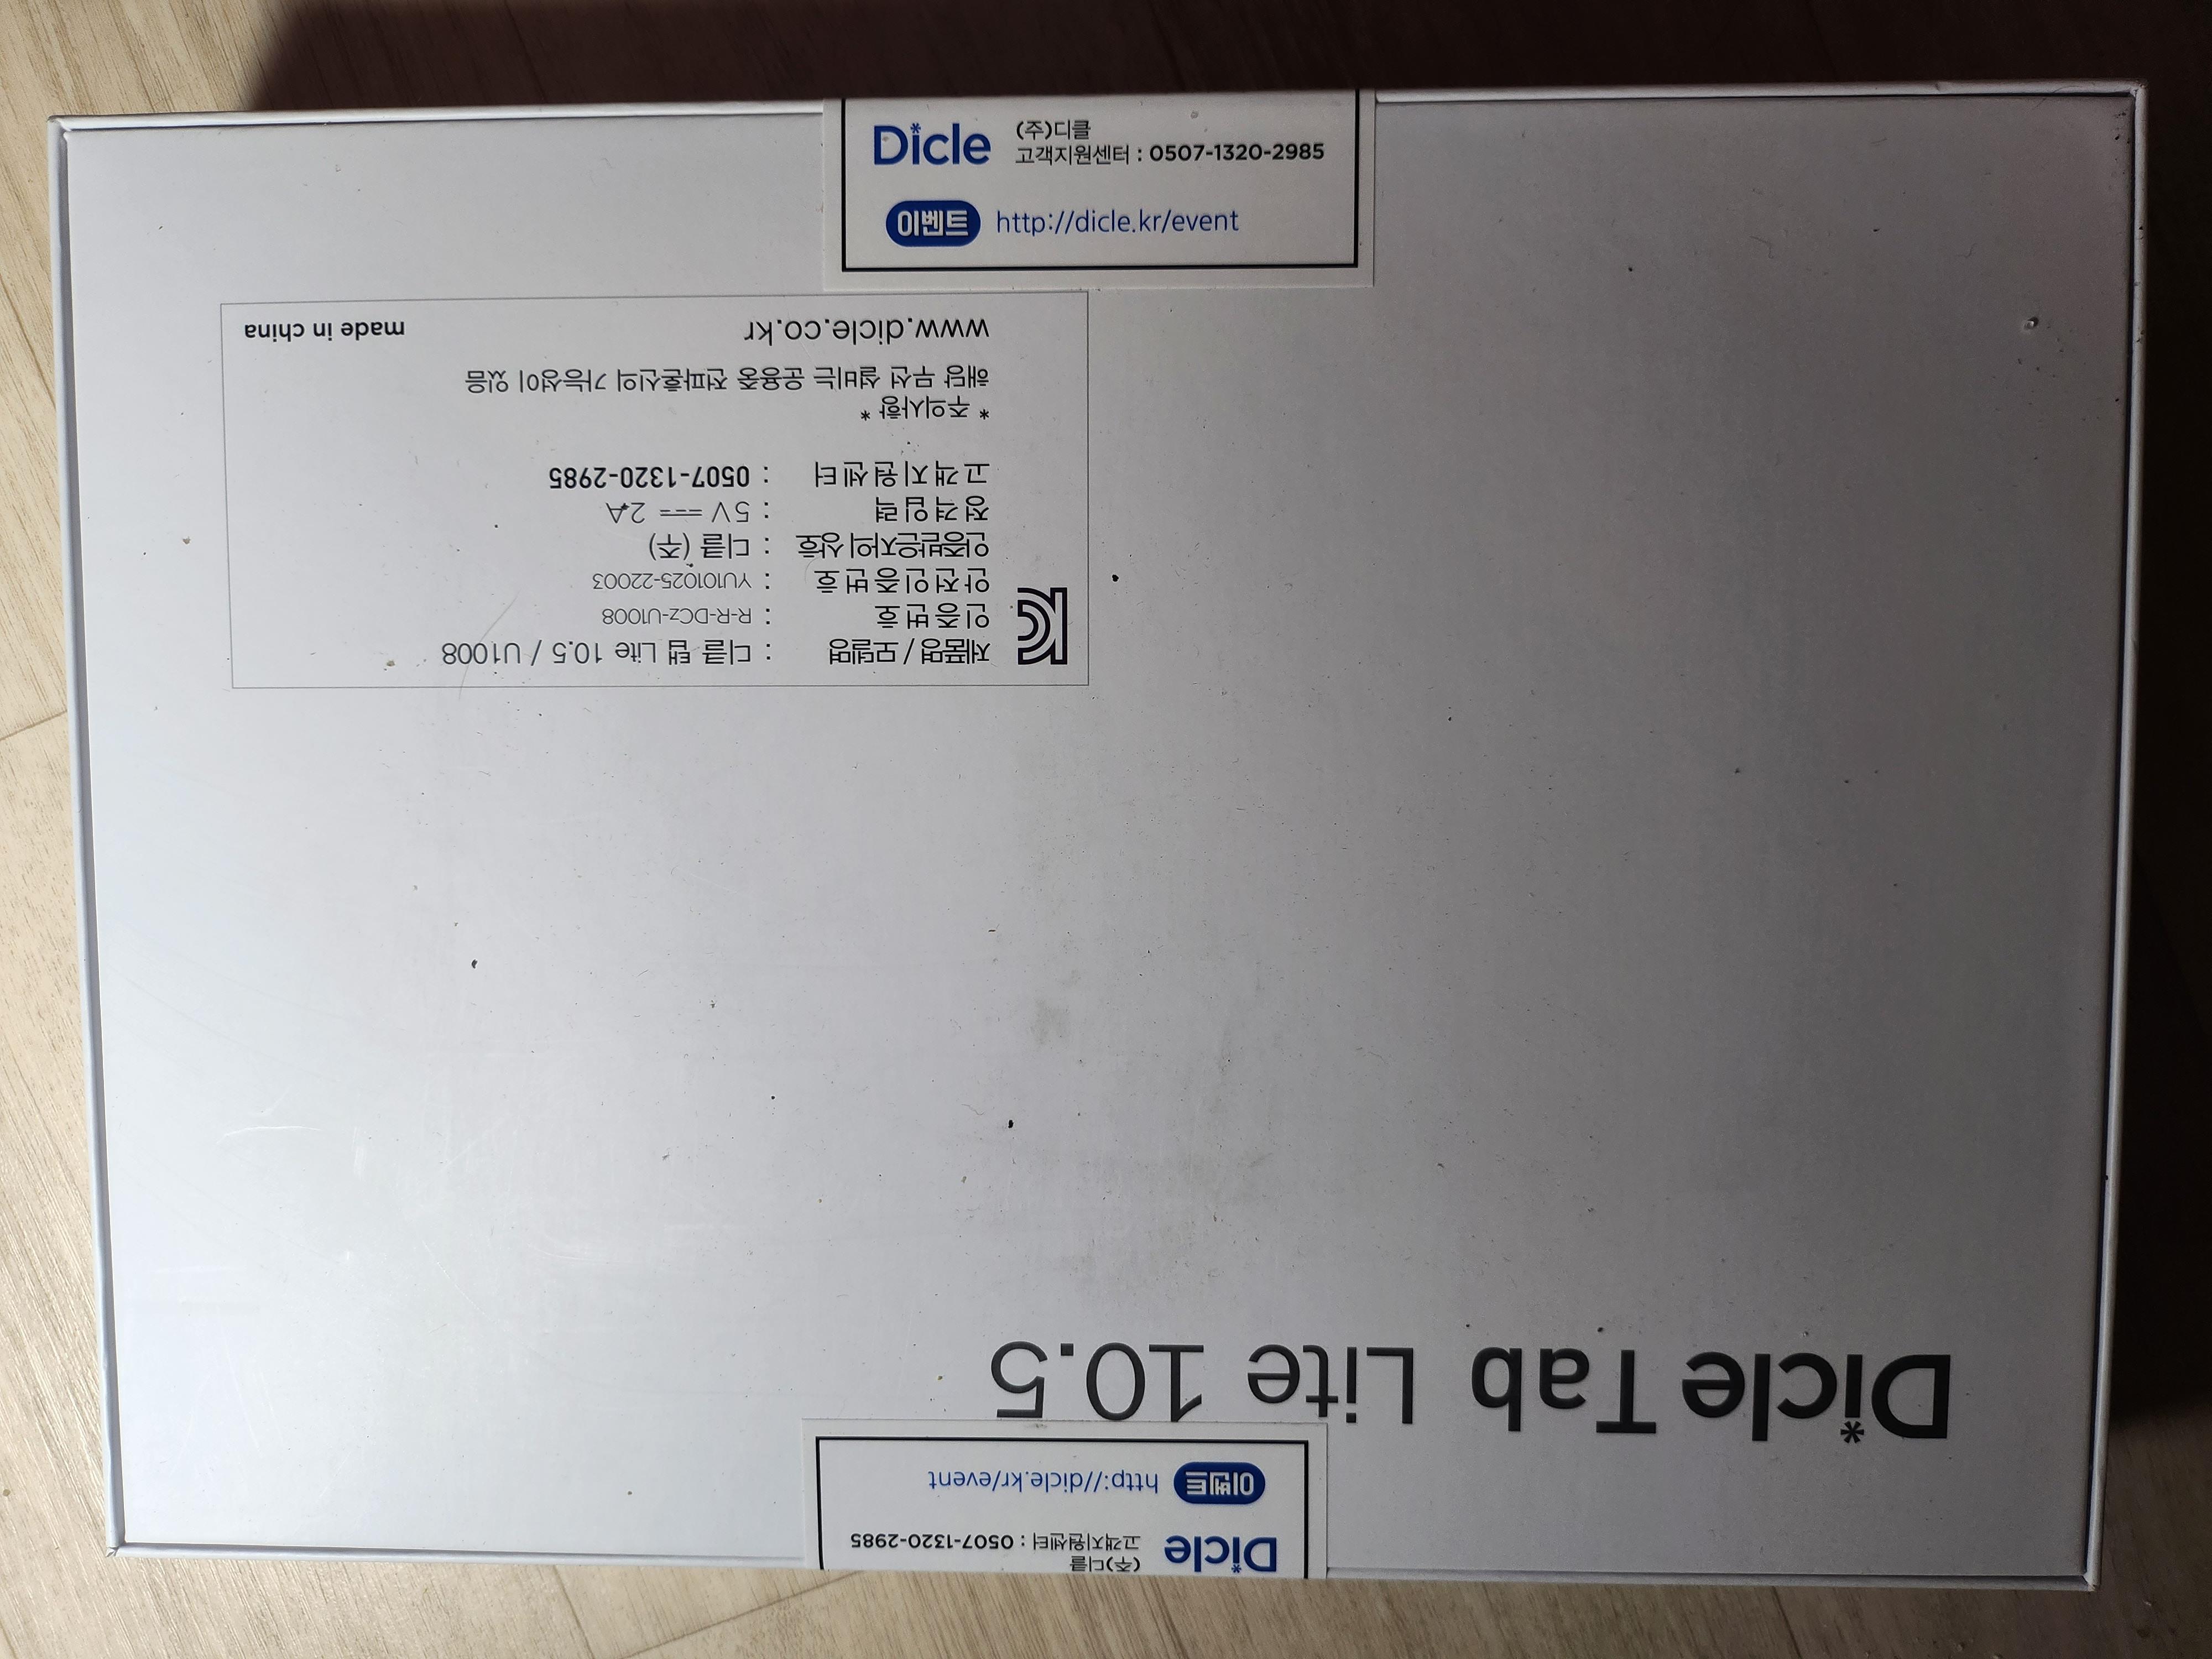 Dicle
(주)디클
고객지원센터 : 0507-1320-2985
이벤트 http://dicle.kr/event
Dicle Tab Lite 10.5
제품명 / 모델명 : 디클 탭 Lite 10.5 / U1008
인증번호 : R-R-DCz-U1008
안전인증번호 : YU101025-22003
인증받은자의 상호 : 디클 (주)
정격입력 : 5V 2A
고객지원센터 : 0507-1320-2985
* 주의사항 *
해당 무선 설비는 운용중 전파혼신의 가능성이 있음
www.dicle.co.kr made in china
(주)디클
Dicle 고객지원센터 : 0507-1320-2985
이벤트 http://dicle.kr/event